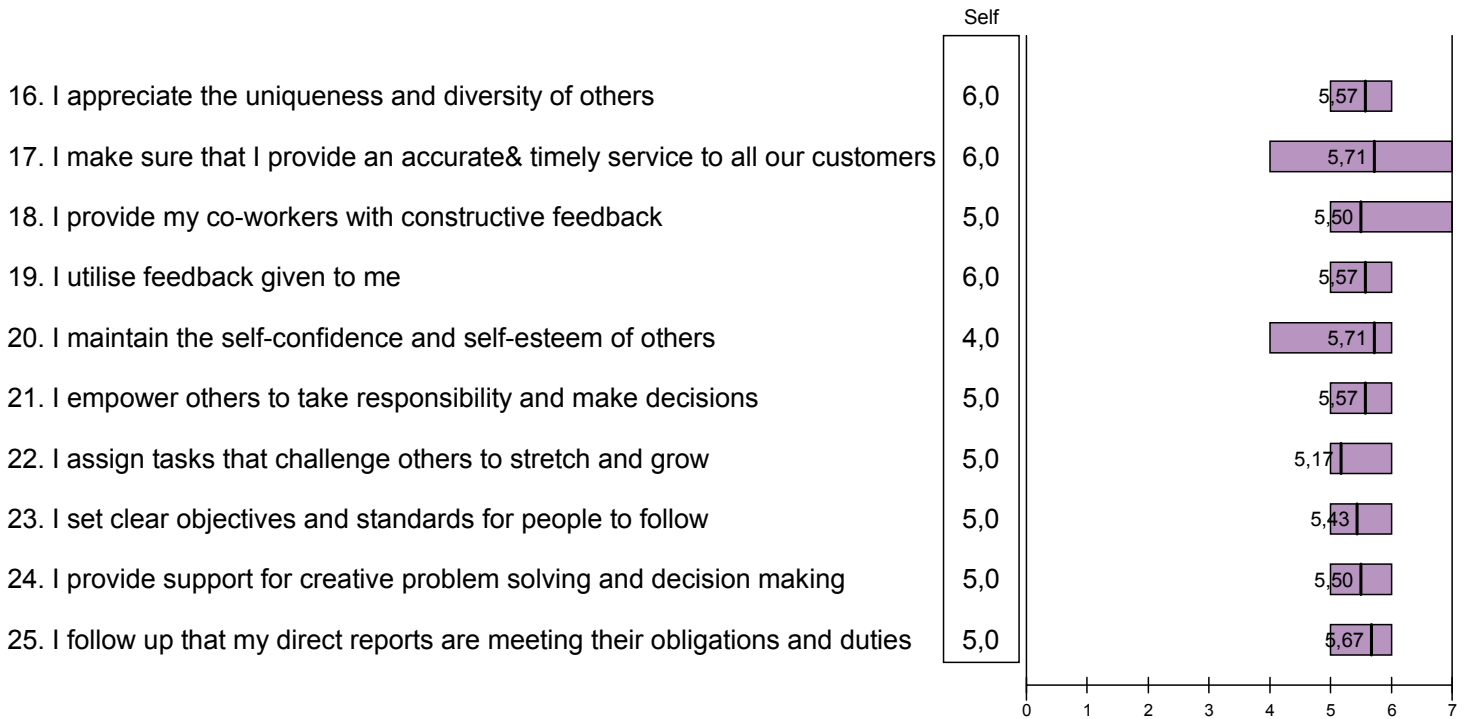 Self
16. I appreciate the uniqueness and diversity of others 6,0 5,57
17. I make sure that I provide an accurate& timely service to all our customers 6,0 5,71
18. I provide my co-workers with constructive feedback 5,0 5,50
19. I utilise feedback given to me 6,0 5,57
20. I maintain the self-confidence and self-esteem of others 4,0 5,71
21. I empower others to take responsibility and make decisions 5,0 5,57
22. I assign tasks that challenge others to stretch and grow 5,0 5,17
23. I set clear objectives and standards for people to follow 5,0 5,43
24. I provide support for creative problem solving and decision making 5,0 5,50
25. I follow up that my direct reports are meeting their obligations and duties 5,0 5,67
0 1 2 3 4 5 6 7